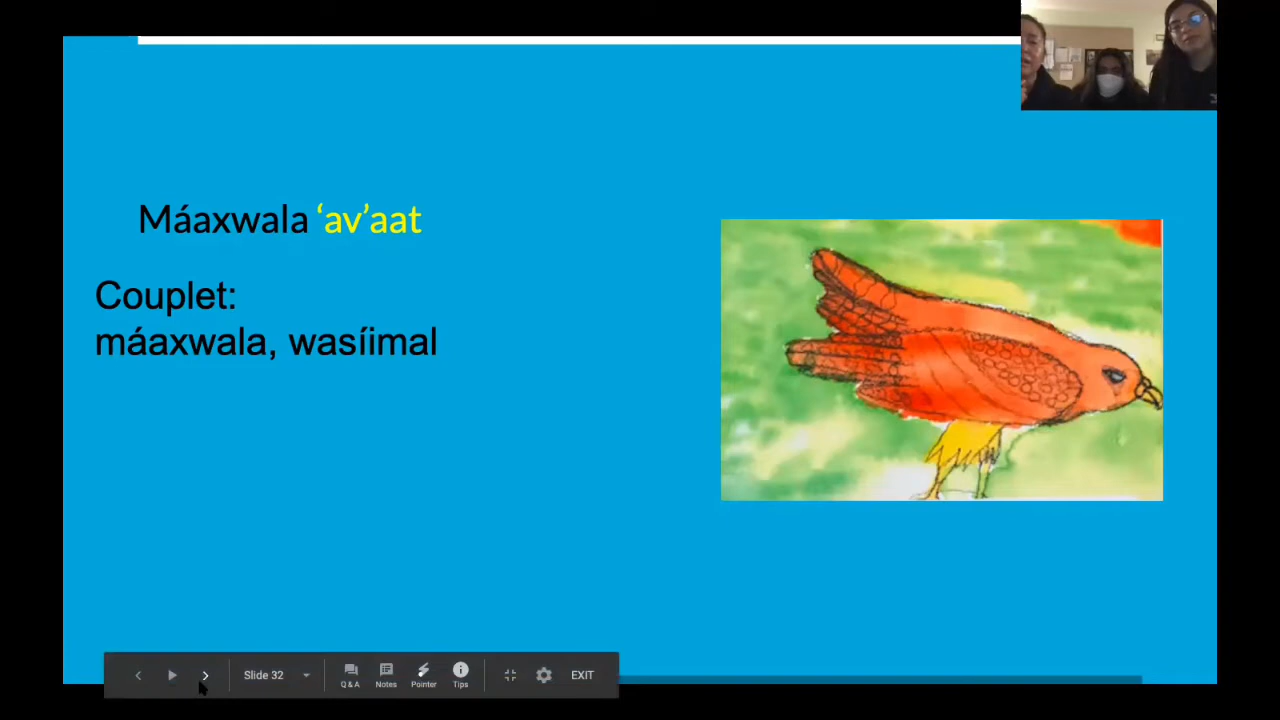 Máaxwala ‘av’aat
Couplet:
máaxwala, wasíimal
Slide 32
Q & A
Notes
Pointer
Tips
EXIT